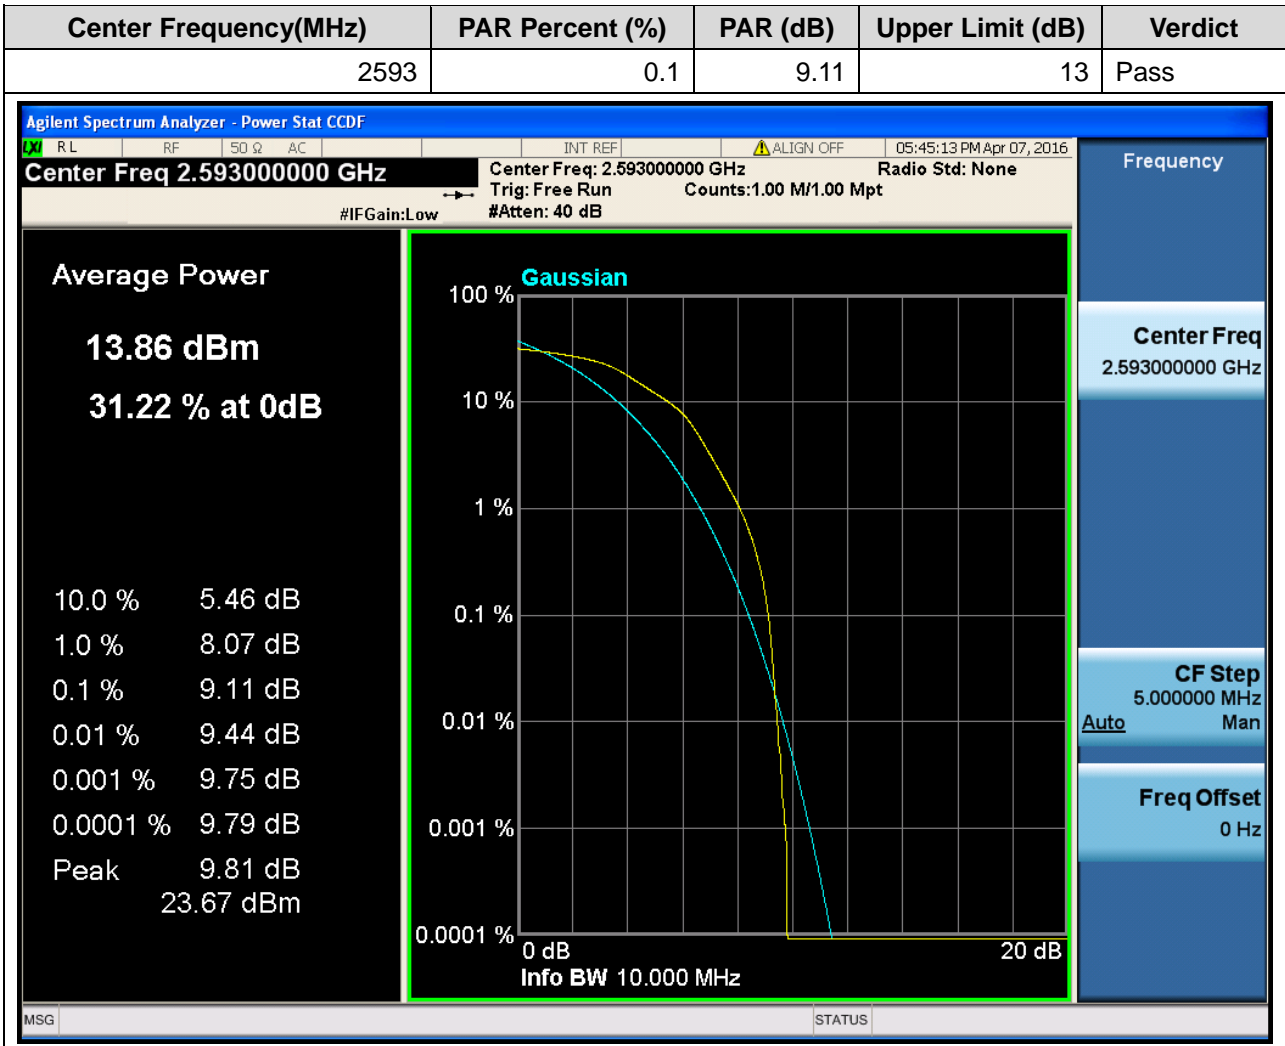 Center Frequency(MHz) PAR Percent (%) PAR (dB) Upper Limit (dB) Verdict
2593 0.1 9.11 13 Pass
Agilent Spectrum Analyzer - Power Stat CCDF
LXI RL RF 50 Ω AC INT REF ALIGN OFF 05:45:13 PM Apr 07, 2016
Center Freq 2.593000000 GHz
Center Freq: 2.593000000 GHz Radio Std: None
Trig: Free Run Counts:1.00 M/1.00 Mpt
#IFGain:Low #Atten: 40 dB
Average Power
13.86 dBm
31.22 % at 0dB
10.0 % 5.46 dB
1.0 % 8.07 dB
0.1 % 9.11 dB
0.01 % 9.44 dB
0.001 % 9.75 dB
0.0001 % 9.79 dB
Peak 9.81 dB
23.67 dBm
Gaussian
100 %
10 %
1 %
0.1 %
0.01 %
0.001 %
0.0001 %
0 dB 20 dB
Info BW 10.000 MHz
Frequency
Center Freq
2.593000000 GHz
CF Step
5.000000 MHz
Auto Man
Freq Offset
0 Hz
MSG STATUS